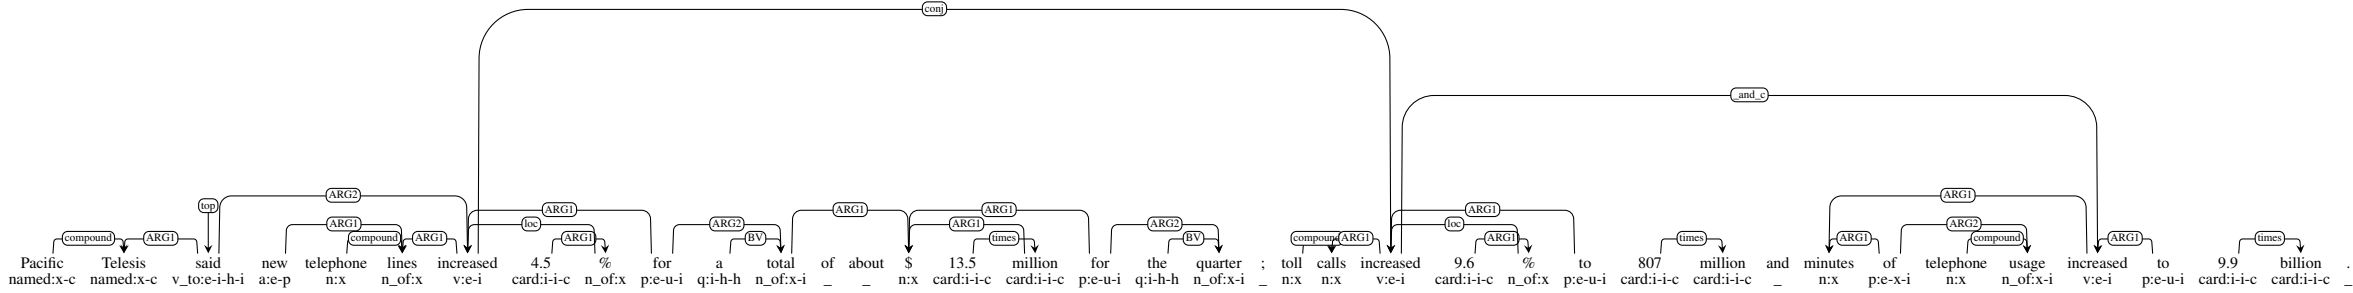 conj
_and_c
ARG2 ARG1
top ARG1 loc ARG1 ARG1 loc
ARG1 ARG2 ARG1 ARG2 ARG2
compound ARG1 compound ARG1 ARG1 BV times BV compound ARG1 ARG1 times ARG1 compound ARG1 times
Pacific Telesis said new telephone lines increased 4.5 % for a total of about $ 13.5 million for the quarter ; toll calls increased 9.6 % to 807 million and minutes of telephone usage increased to 9.9 billion .
named:x-c named:x-c v_to:e-i-h-i a:e-p n:x n_of:x v:e-i card:i-i-c n_of:x p:e-u-i q:i-h-h n_of:x-i _ _ n:x card:i-i-c card:i-i-c p:e-u-i q:i-h-h n_of:x-i _ n:x n:x v:e-i card:i-i-c n_of:x p:e-u-i card:i-i-c card:i-i-c _ n:x p:e-x-i n:x n_of:x-i v:e-i p:e-u-i card:i-i-c card:i-i-c _